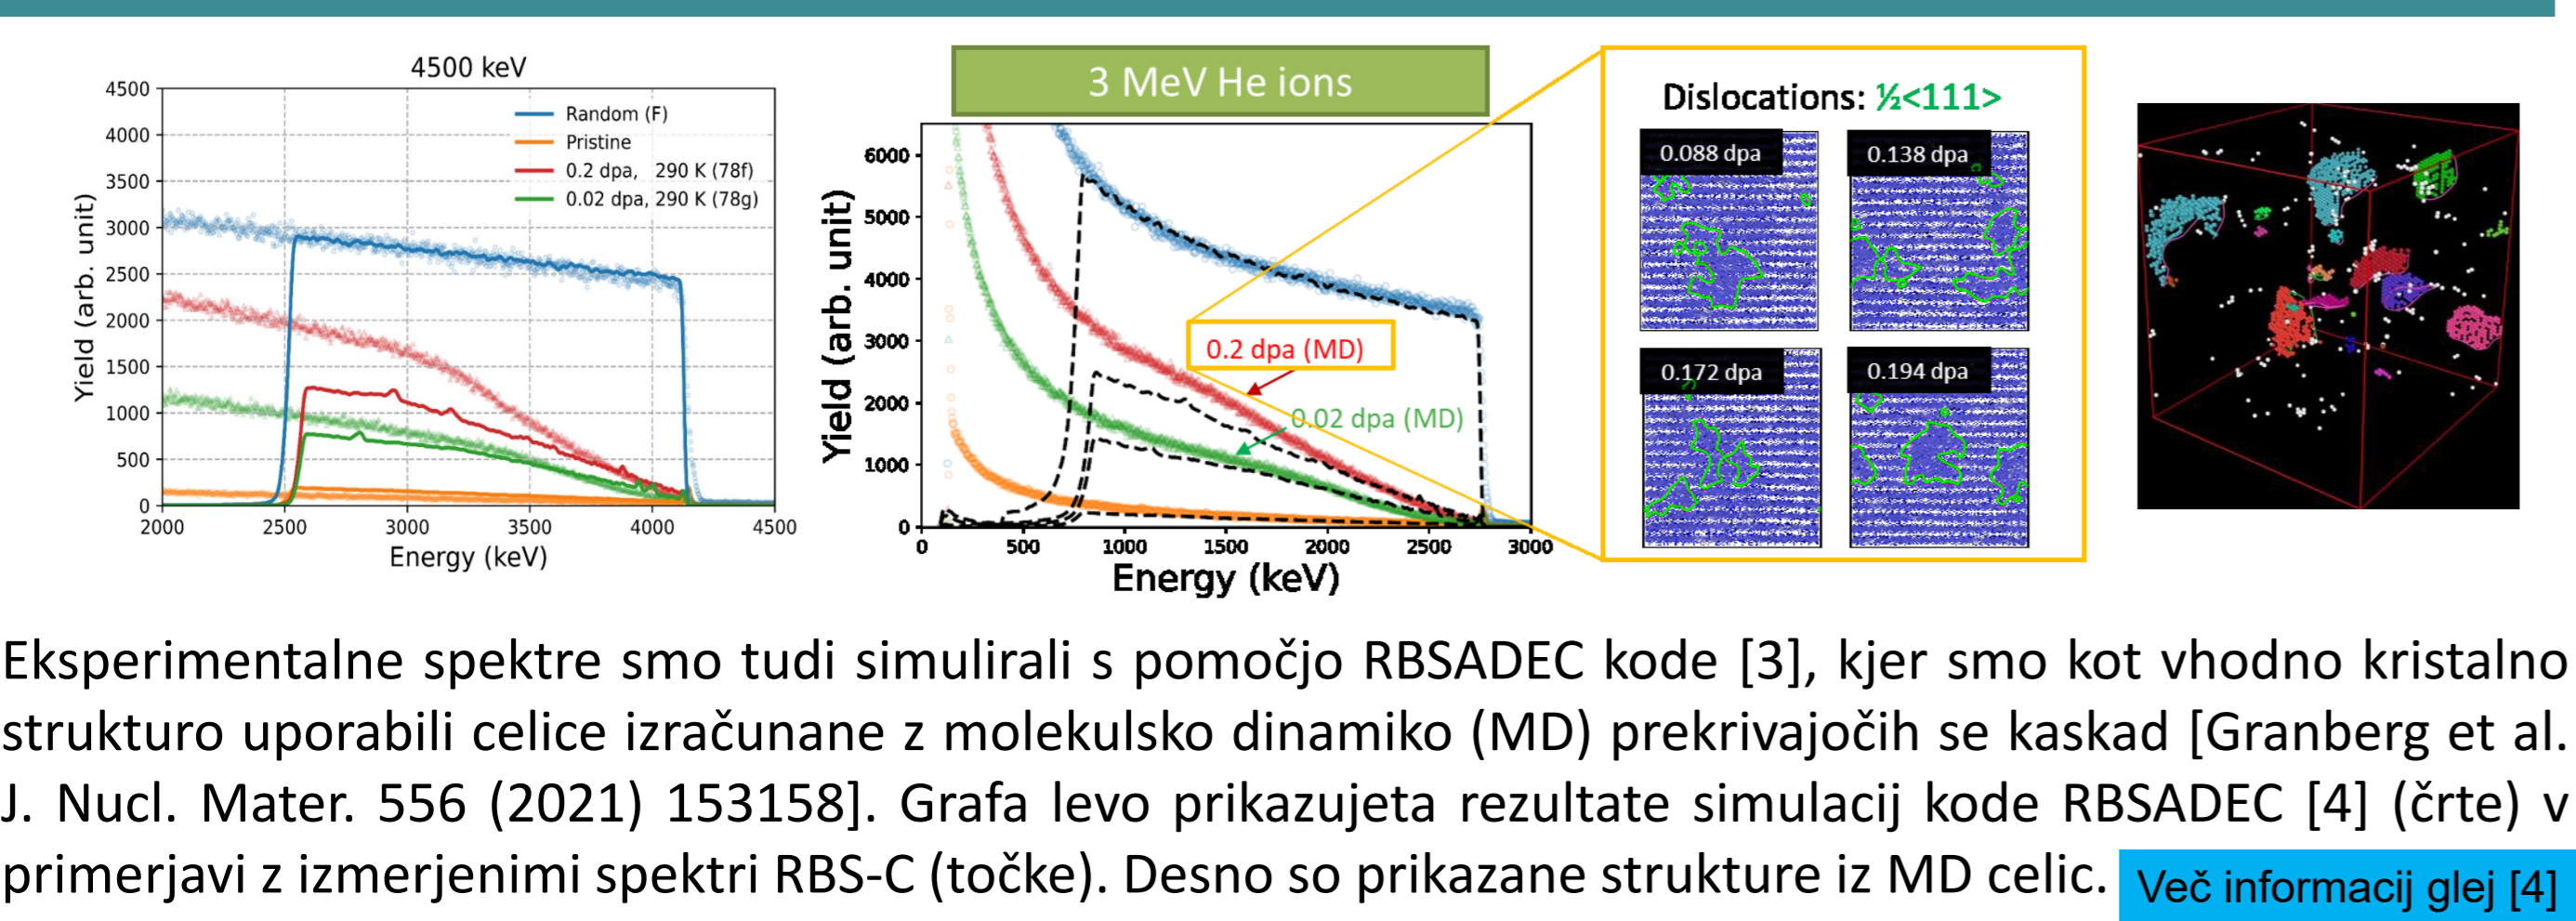 4500 keV
4500
4000
3500
3000
2500
2000
1500
1000
500
0
Yield (arb. unit)
Random (F)
Pristine
0.2 dpa, 290 K (78f)
0.02 dpa, 290 K (78g)
2000 2500 3000 3500 4000 4500
Energy (keV)
3 MeV He ions
6000
5000
4000
3000
2000
1000
0
Yield (arb. unit)
0.2 dpa (MD)
0.02 dpa (MD)
0 500 1000 1500 2000 2500 3000
Energy (keV)
Dislocations: ½<111>
0.088 dpa
0.138 dpa
0.172 dpa
0.194 dpa
Eksperimentalne spektre smo tudi simulirali s pomočjo RBSADEC kode [3], kjer smo kot vhodno kristalno
strukturo uporabili celice izračunane z molekulsko dinamiko (MD) prekrivajočih se kaskad [Granberg et al.
J. Nucl. Mater. 556 (2021) 153158]. Grafa levo prikazujeta rezultate simulacij kode RBSADEC [4] (črte) v
primerjavi z izmerjenimi spektri RBS-C (točke). Desno so prikazane strukture iz MD celic.
Več informacij glej [4]